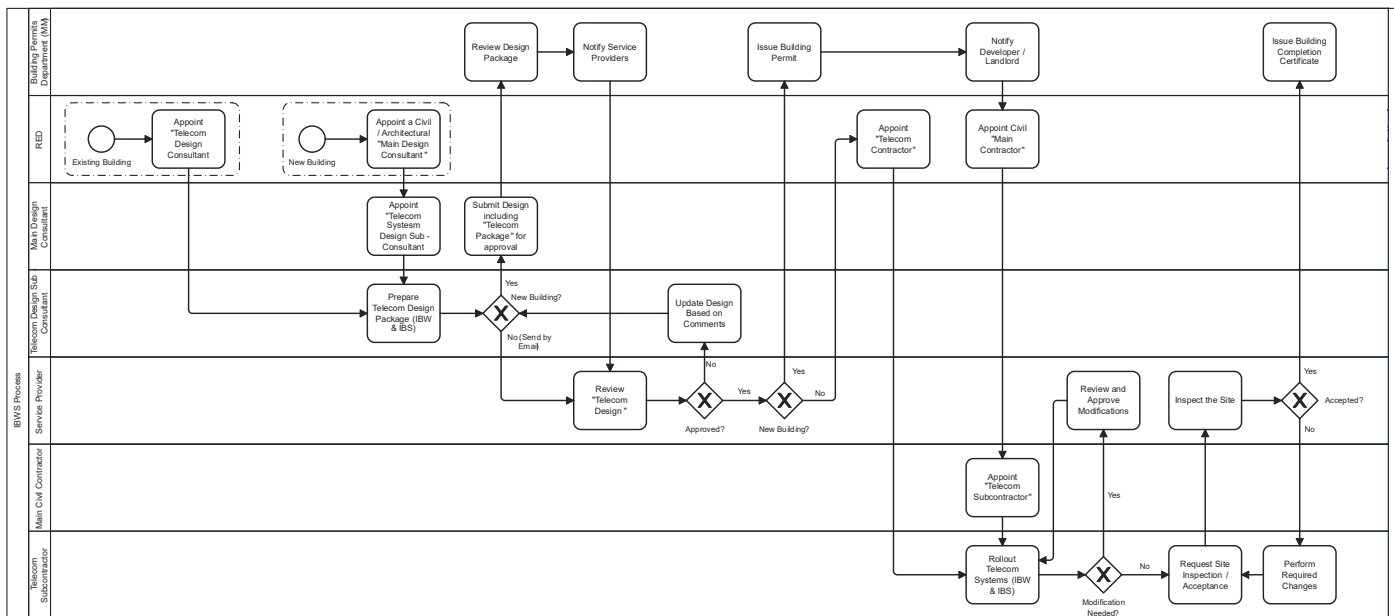 IBWS Process
Building Permits
Department (MM)
Review Design
Package
Notify Service
Providers
Issue Building
Permit
Notify
Developer /
Landlord
Issue Building
Completion
Certificate
RED
Existing Building
Appoint
"Telecom
Design
Consultant
New Building
Appoint a Civil
/ Architectural
"Main Design
Consultant"
Appoint
"Telecom
Contractor"
Appoint Civil
"Main
Contractor"
Main Design
Consultant
Appoint
"Telecom
Systesm
Design Sub -
Consultant
Submit Design
including
"Telecom
Package" for
approval
Telecom Design Sub
Consultant
Prepare
Telecom Design
Package (IBW
& IBS)
Yes
New Building?
No (Send by
Email)
Update Design
Based on
Comments
Service Provider
Review
"Telecom
Design "
No
Approved?
Yes
Yes
New Building?
No
Review and
Approve
Modifications
Inspect the Site
Yes
Accepted?
No
Main Civil Contractor
Appoint
"Telecom
Subcontractor"
Yes
Telecom
Subcontractor
Rollout
Telecom
Systems (IBW
& IBS)
Modification
Needed?
No
Request Site
Inspection /
Acceptance
Perform
Required
Changes